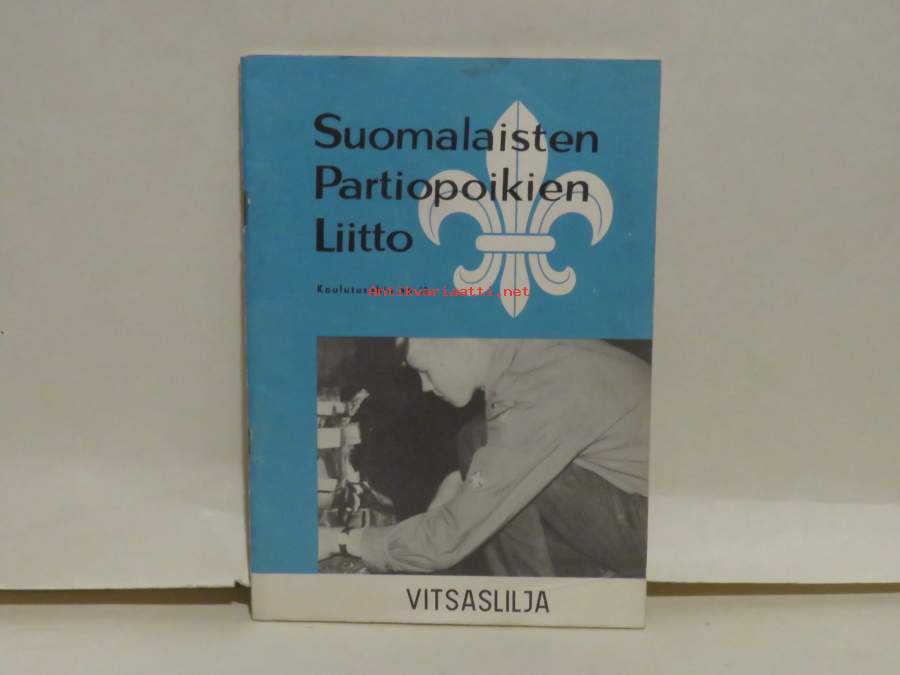 Suomalaisten
Partiopoikien
Liitto
Antikvariaatti.net
VITSASLILJA